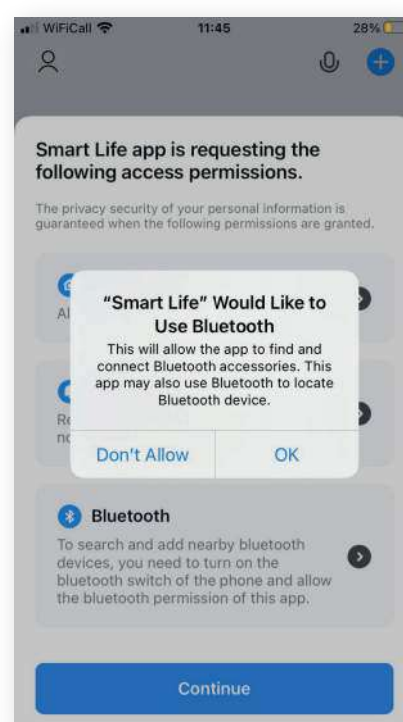 WiFiCall
11:45
28%
Smart Life app is requesting the
following access permissions.
The privacy security of your personal information is
guaranteed when the following permissions are granted.
“Smart Life” Would Like to
Use Bluetooth
This will allow the app to find and
connect Bluetooth accessories. This
app may also use Bluetooth to locate
Bluetooth device.
Don't Allow
OK
Bluetooth
To search and add nearby bluetooth
devices, you need to turn on the
bluetooth switch of the phone and allow
the bluetooth permission of this app.
Continue